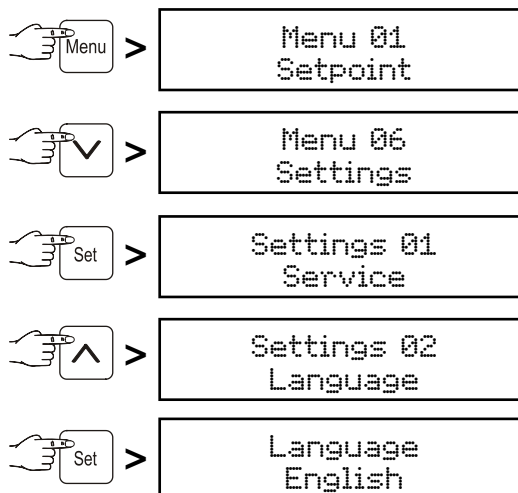 Menu > Menu 01
Setpoint
> Menu 06
Settings
Set > Settings 01
Service
> Settings 02
Language
Set > Language
English